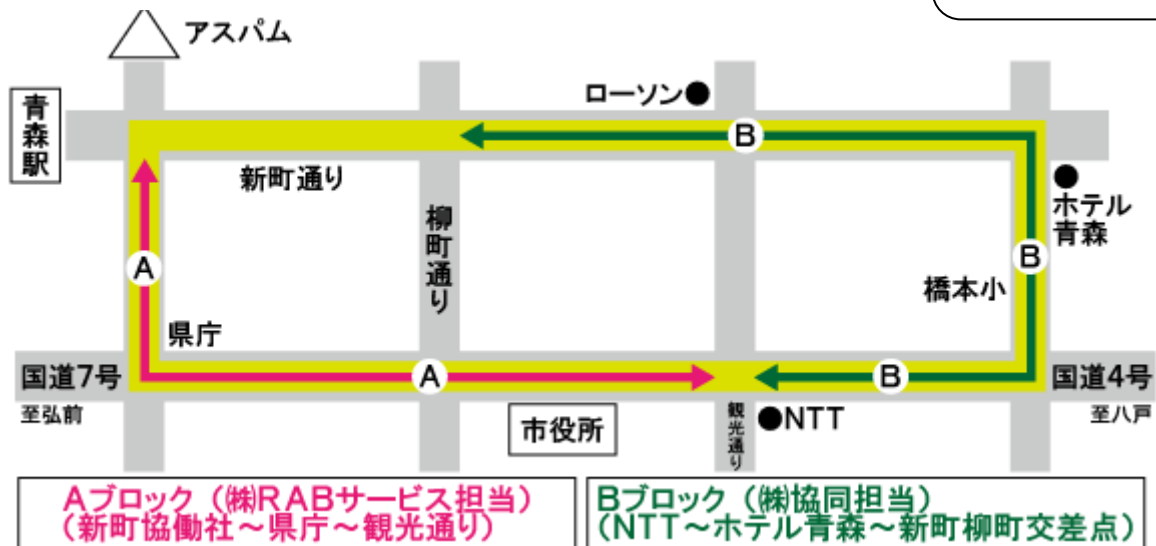 アスパム
ローソン
青森駅
B
新町通り
ホテル
青森
柳町通り
A
B
橋本小
県庁
国道7号
A
B
国道4号
至弘前
市役所
観光通り
NTT
至八戸
Aブロック（㈱RABサービス担当）
（新町協働社～県庁～観光通り）
Bブロック（㈱協同担当）
（NTT～ホテル青森～新町柳町交差点）